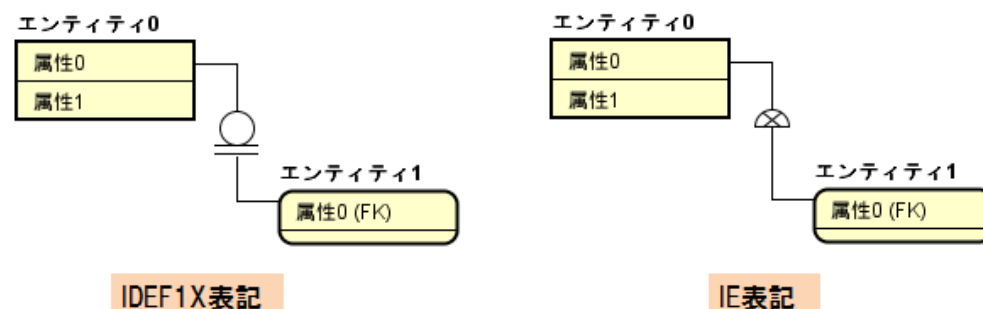 エンティティ0
属性0
属性1
エンティティ1
属性0 (FK)
IDEF1X表記
エンティティ0
属性0
属性1
エンティティ1
属性0 (FK)
IE表記